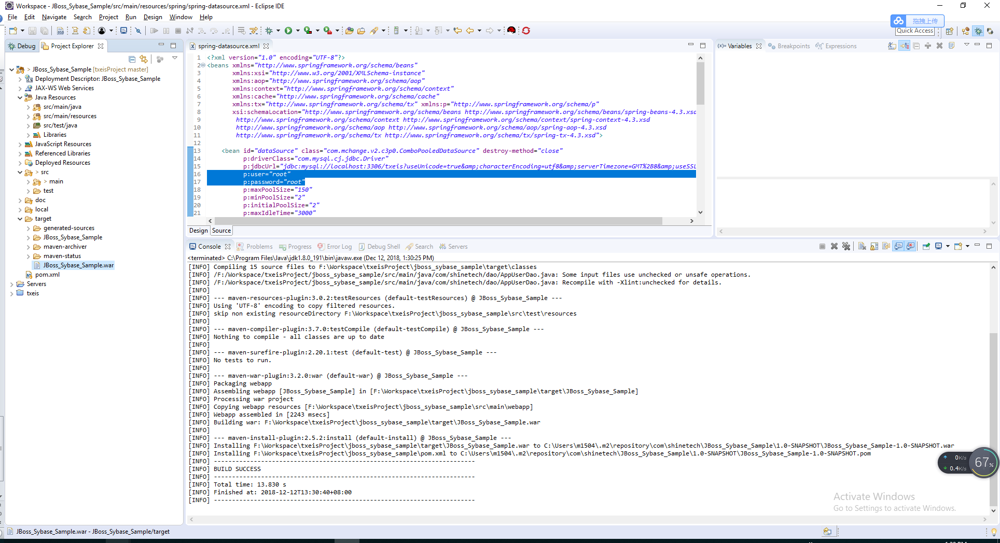 Workspace - JBoss_Sybase_Sample/src/main/resources/spring/spring-datasource.xml - Eclipse IDE
File Edit Navigate Search Project Run Design Window Help
拖拽上传
Quick Access
Debug
Project Explorer
> JBoss_Sybase_Sample [txeisProject master]
Deployment Descriptor: JBoss_Sybase_Sample
JAX-WS Web Services
Java Resources
src/main/java
src/main/resources
src/test/java
Libraries
JavaScript Resources
Referenced Libraries
Deployed Resources
> src
> main
test
doc
local
target
generated-sources
JBoss_Sybase_Sample
maven-archiver
maven-status
JBoss_Sybase_Sample.war
pom.xml
Servers
txeis
spring-datasource.xml
1 <?xml version="1.0" encoding="UTF-8"?>
2 <beans xmlns="http://www.springframework.org/schema/beans"
3 xmlns:xsi="http://www.w3.org/2001/XMLSchema-instance"
4 xmlns:aop="http://www.springframework.org/schema/aop"
5 xmlns:context="http://www.springframework.org/schema/context"
6 xmlns:cache="http://www.springframework.org/schema/cache"
7 xmlns:tx="http://www.springframework.org/schema/tx" xmlns:p="http://www.springframework.org/schema/p"
8 xsi:schemaLocation="http://www.springframework.org/schema/beans http://www.springframework.org/schema/beans/spring-beans-4.3.xsd
9 http://www.springframework.org/schema/context http://www.springframework.org/schema/context/spring-context-4.3.xsd
10 http://www.springframework.org/schema/aop http://www.springframework.org/schema/aop/spring-aop-4.3.xsd
11 http://www.springframework.org/schema/tx http://www.springframework.org/schema/tx/spring-tx-4.3.xsd">
12
13 <bean id="dataSource" class="com.mchange.v2.c3p0.ComboPooledDataSource" destroy-method="close"
14 p:driverClass="com.mysql.cj.jdbc.Driver"
15 p:jdbcUrl="jdbc:mysql://localhost:3306/txeis?useUnicode=true&amp;characterEncoding=utf8&amp;serverTimezone=GMT%2B8&amp;useSSL
16 p:user="root"
17 p:password="root"
18 p:maxPoolSize="150"
19 p:minPoolSize="2"
20 p:initialPoolSize="2"
21 p:maxIdleTime="3000"
Design Source
(x)= Variables Breakpoints Expressions
Console Problems Progress Error Log Debug Shell Search Servers
<terminated> C:\Program Files\Java\jdk1.8.0_191\bin\javaw.exe (Dec 12, 2018, 1:30:25 PM)
[INFO] Compiling 15 source files to F:\Workspace\txeisProject\jboss_sybase_sample\target\classes
[INFO] /F:/Workspace/txeisProject/jboss_sybase_sample/src/main/java/com/shinetech/dao/AppUserDao.java: Some input files use unchecked or unsafe operations.
[INFO] /F:/Workspace/txeisProject/jboss_sybase_sample/src/main/java/com/shinetech/dao/AppUserDao.java: Recompile with -Xlint:unchecked for details.
[INFO]
[INFO] --- maven-resources-plugin:3.0.2:testResources (default-testResources) @ JBoss_Sybase_Sample ---
[INFO] Using 'UTF-8' encoding to copy filtered resources.
[INFO] skip non existing resourceDirectory F:\Workspace\txeisProject\jboss_sybase_sample\src\test\resources
[INFO]
[INFO] --- maven-compiler-plugin:3.7.0:testCompile (default-testCompile) @ JBoss_Sybase_Sample ---
[INFO] Nothing to compile - all classes are up to date
[INFO]
[INFO] --- maven-surefire-plugin:2.20.1:test (default-test) @ JBoss_Sybase_Sample ---
[INFO] No tests to run.
[INFO]
[INFO] --- maven-war-plugin:3.2.0:war (default-war) @ JBoss_Sybase_Sample ---
[INFO] Packaging webapp
[INFO] Assembling webapp [JBoss_Sybase_Sample] in [F:\Workspace\txeisProject\jboss_sybase_sample\target\JBoss_Sybase_Sample]
[INFO] Processing war project
[INFO] Copying webapp resources [F:\Workspace\txeisProject\jboss_sybase_sample\src\main\webapp]
[INFO] Webapp assembled in [2243 msecs]
[INFO] Building war: F:\Workspace\txeisProject\jboss_sybase_sample\target\JBoss_Sybase_Sample.war
[INFO]
[INFO] --- maven-install-plugin:2.5.2:install (default-install) @ JBoss_Sybase_Sample ---
[INFO] Installing F:\Workspace\txeisProject\jboss_sybase_sample\target\JBoss_Sybase_Sample.war to C:\Users\m1504\.m2\repository\com\shinetech\JBoss_Sybase_Sample\1.0-SNAPSHOT\JBoss_Sybase_Sample-1.0-SNAPSHOT.war
[INFO] Installing F:\Workspace\txeisProject\jboss_sybase_sample\pom.xml to C:\Users\m1504\.m2\repository\com\shinetech\JBoss_Sybase_Sample\1.0-SNAPSHOT\JBoss_Sybase_Sample-1.0-SNAPSHOT.pom
[INFO] ------------------------------------------------------------------------
[INFO] BUILD SUCCESS
[INFO] ------------------------------------------------------------------------
[INFO] Total time: 13.830 s
[INFO] Finished at: 2018-12-12T13:30:40+08:00
[INFO] ------------------------------------------------------------------------
0K/s
0.4K/s
67%
Activate Windows
Go to Settings to activate Windows.
JBoss_Sybase_Sample.war - JBoss_Sybase_Sample/target